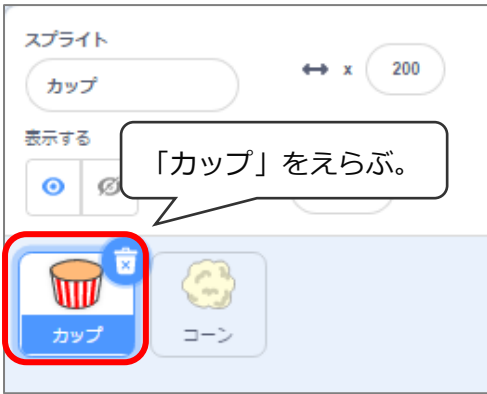 スプライト
カップ
x 200
表示する
「カップ」をえらぶ。
カップ
コーン